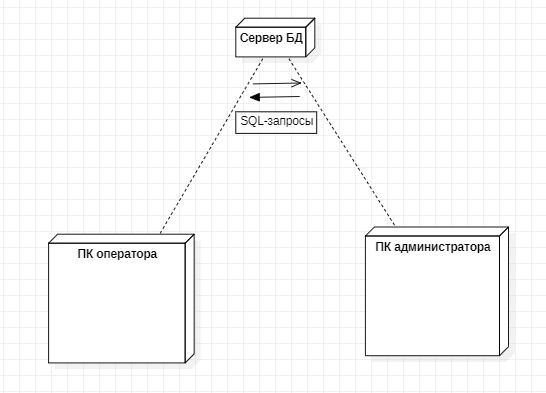 Сервер БД
SQL-запросы
ПК оператора
ПК администратора